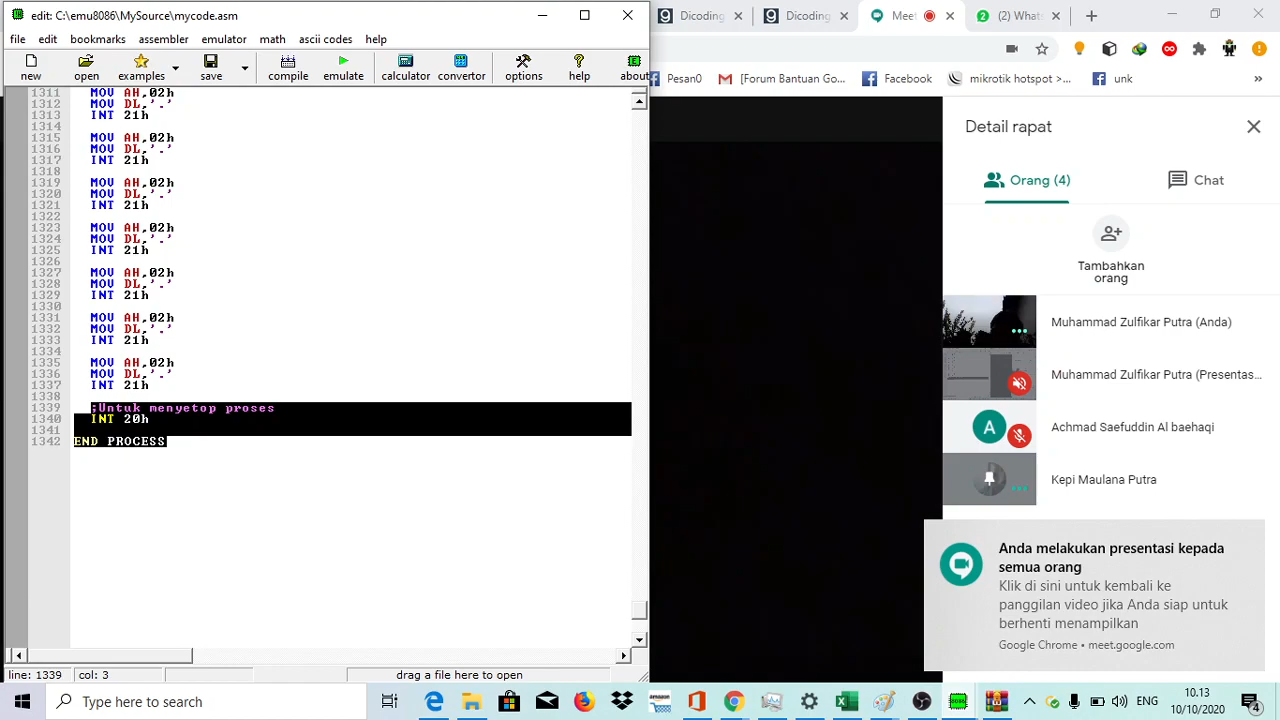 edit: C:\emu8086\MySource\mycode.asm
file edit bookmarks assembler emulator math ascii codes help
new open examples save compile emulate calculator convertor options help about
1311 MOV AH,02h
1312 MOV DL,'.'
1313 INT 21h
1314
1315 MOV AH,02h
1316 MOV DL,'.'
1317 INT 21h
1318
1319 MOV AH,02h
1320 MOV DL,'.'
1321 INT 21h
1322
1323 MOV AH,02h
1324 MOV DL,'.'
1325 INT 21h
1326
1327 MOV AH,02h
1328 MOV DL,'.'
1329 INT 21h
1330
1331 MOV AH,02h
1332 MOV DL,'.'
1333 INT 21h
1334
1335 MOV AH,02h
1336 MOV DL,'.'
1337 INT 21h
1338
1339 ;Untuk menyetop proses
1340 INT 20h
1341
1342 END PROCESS
line: 1339 col: 3 drag a file here to open
Dicoding Dicoding Meet (2) (Whats
Pesan0 [Forum Bantuan Go... Facebook mikrotik hotspot >... unk »
Detail rapat
Orang (4) Chat
Tambahkan
orang
Muhammad Zulfikar Putra (Anda)
Muhammad Zulfikar Putra (Presentas...
A Achmad Saefuddin Al baehaqi
Kepi Maulana Putra
Anda melakukan presentasi kepada
semua orang
Klik di sini untuk kembali ke
panggilan video jika Anda siap untuk
berhenti menampilkan
Google Chrome • meet.google.com
Type here to search
ENG
10.13
10/10/2020
4